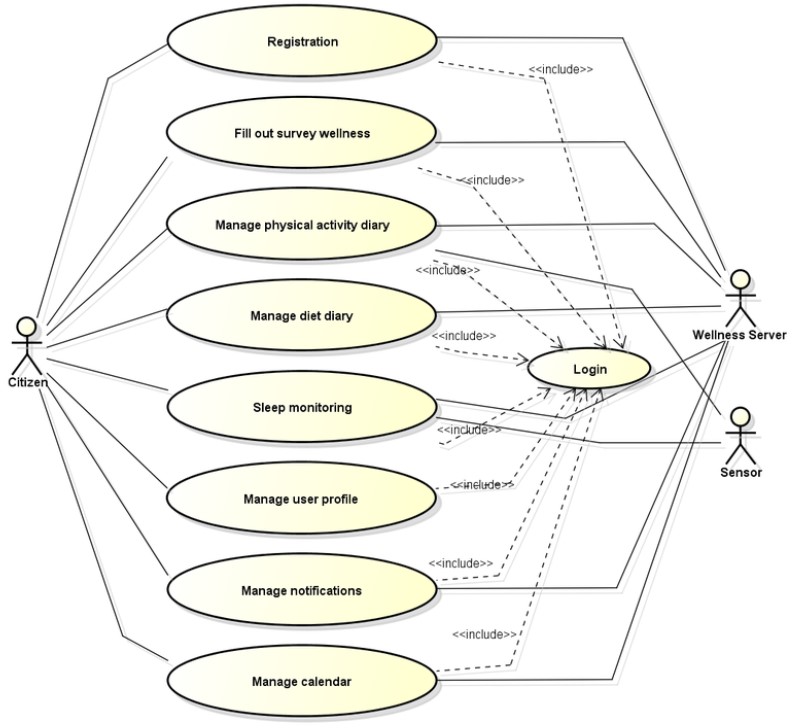 Registration
<<include>>
Fill out survey wellness
<<include>>
Manage physical activity diary
<<include>>
Manage diet diary
<<include>>
Wellness Server
Login
Citizen
Sleep monitoring
<<include>>
Sensor
Manage user profile
<<include>>
<<include>>
Manage notifications
<<include>>
Manage calendar